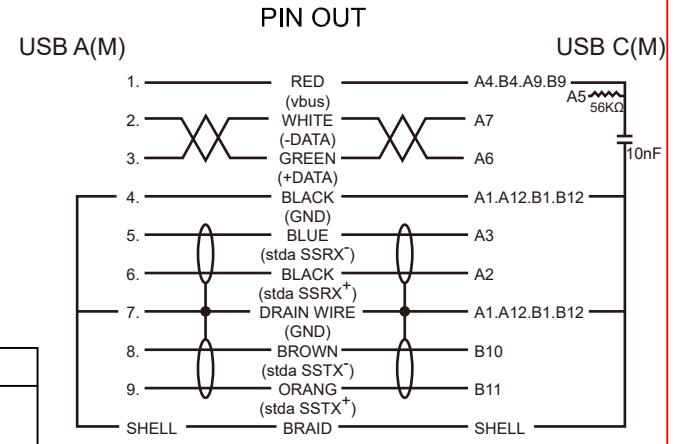 PIN OUT
USB A(M) USB C(M)
1. RED A4.B4.A9.B9
(vbus) A5 56KΩ
2. WHITE A7
(-DATA) 10nF
3. GREEN A6
(+DATA)
4. BLACK A1.A12.B1.B12
(GND)
5. BLUE A3
(stda SSRX-)
6. BLACK A2
(stda SSRX+)
7. DRAIN WIRE A1.A12.B1.B12
(GND)
8. BROWN B10
(stda SSTX-)
9. ORANG B11
(stda SSTX+)
SHELL BRAID SHELL